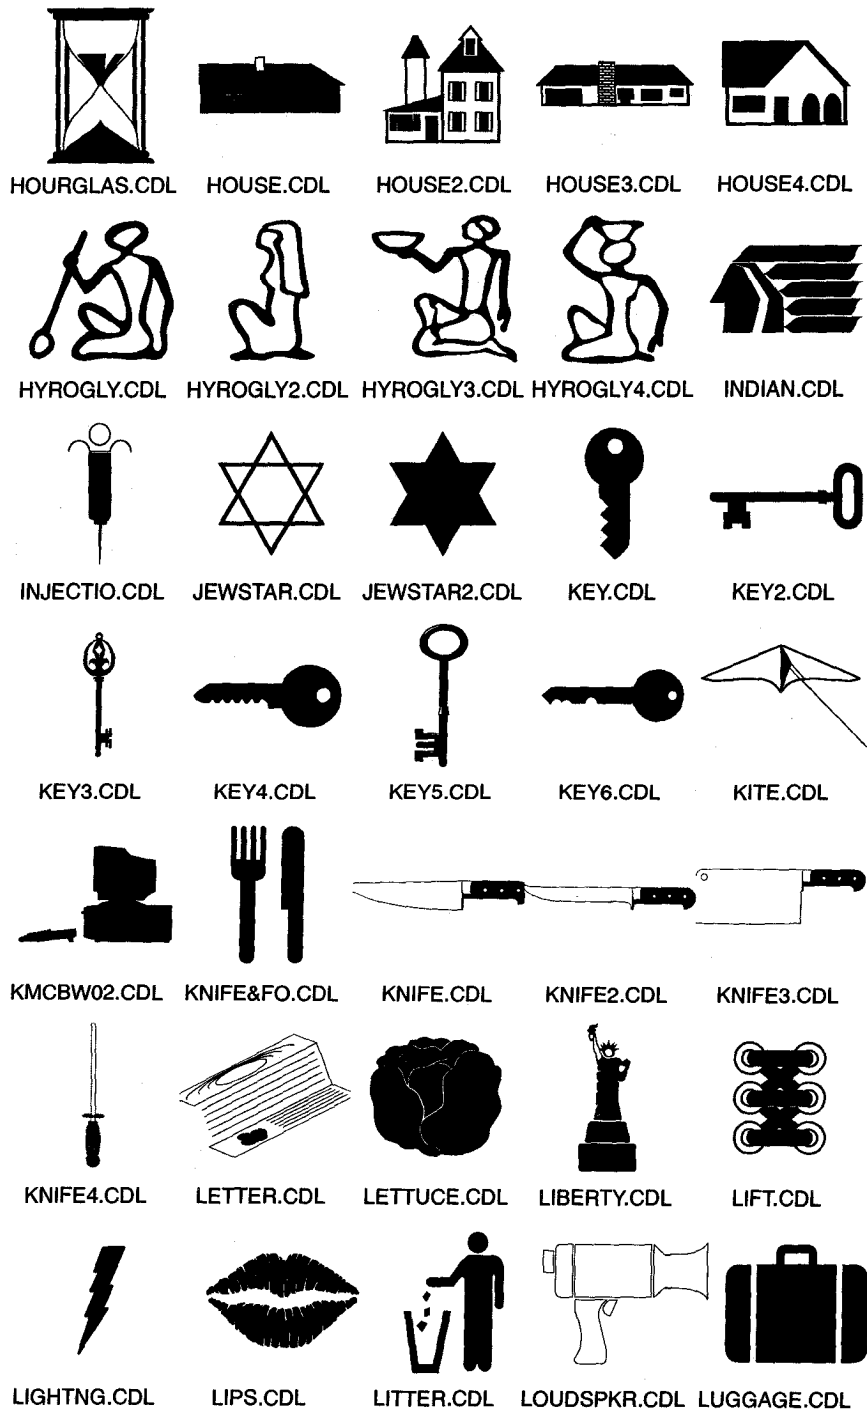 HOURGLAS.CDL HOUSE.CDL HOUSE2.CDL HOUSE3.CDL HOUSE4.CDL
HYROGLY.CDL HYROGLY2.CDL HYROGLY3.CDL HYROGLY4.CDL INDIAN.CDL
INJECTIO.CDL JEWSTAR.CDL JEWSTAR2.CDL KEY.CDL KEY2.CDL
KEY3.CDL KEY4.CDL KEY5.CDL KEY6.CDL KITE.CDL
KMCBW02.CDL KNIFE&FO.CDL KNIFE.CDL KNIFE2.CDL KNIFE3.CDL
KNIFE4.CDL LETTER.CDL LETTUCE.CDL LIBERTY.CDL LIFT.CDL
LIGHTNG.CDL LIPS.CDL LITTER.CDL LOUDSPKR.CDL LUGGAGE.CDL